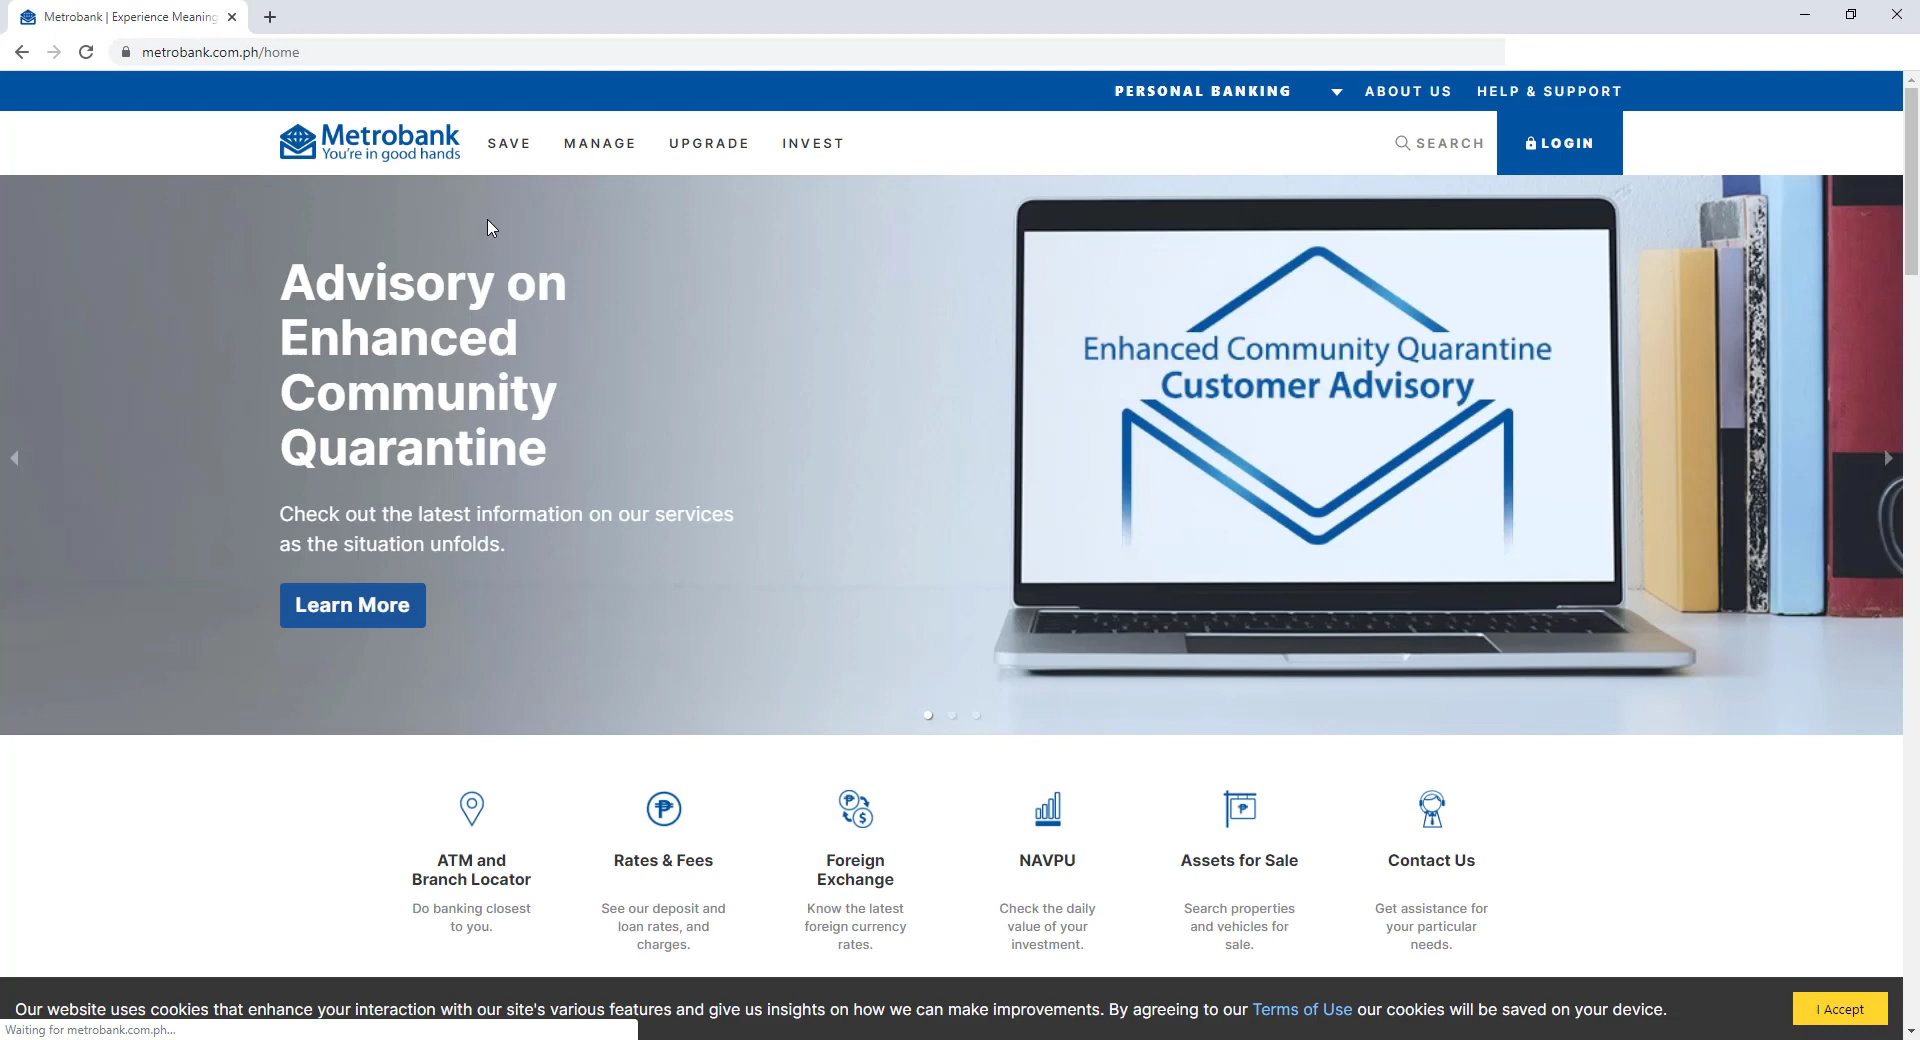 Metrobank | Experience Meaning
metrobank.com.ph/home
PERSONAL BANKING
ABOUT US
HELP & SUPPORT
Metrobank
You're in good hands
SAVE
MANAGE
UPGRADE
INVEST
SEARCH
LOGIN
Advisory on
Enhanced
Community
Quarantine
Check out the latest information on our services
as the situation unfolds.
Learn More
Enhanced Community Quarantine
Customer Advisory
ATM and
Branch Locator
Do banking closest
to you.
Rates & Fees
See our deposit and
loan rates, and
charges.
Foreign
Exchange
Know the latest
foreign currency
rates.
NAVPU
Check the daily
value of your
investment.
Assets for Sale
Search properties
and vehicles for
sale.
Contact Us
Get assistance for
your particular
needs.
Our website uses cookies that enhance your interaction with our site's various features and give us insights on how we can make improvements. By agreeing to our Terms of Use our cookies will be saved on your device.
I Accept
Waiting for metrobank.com.ph...